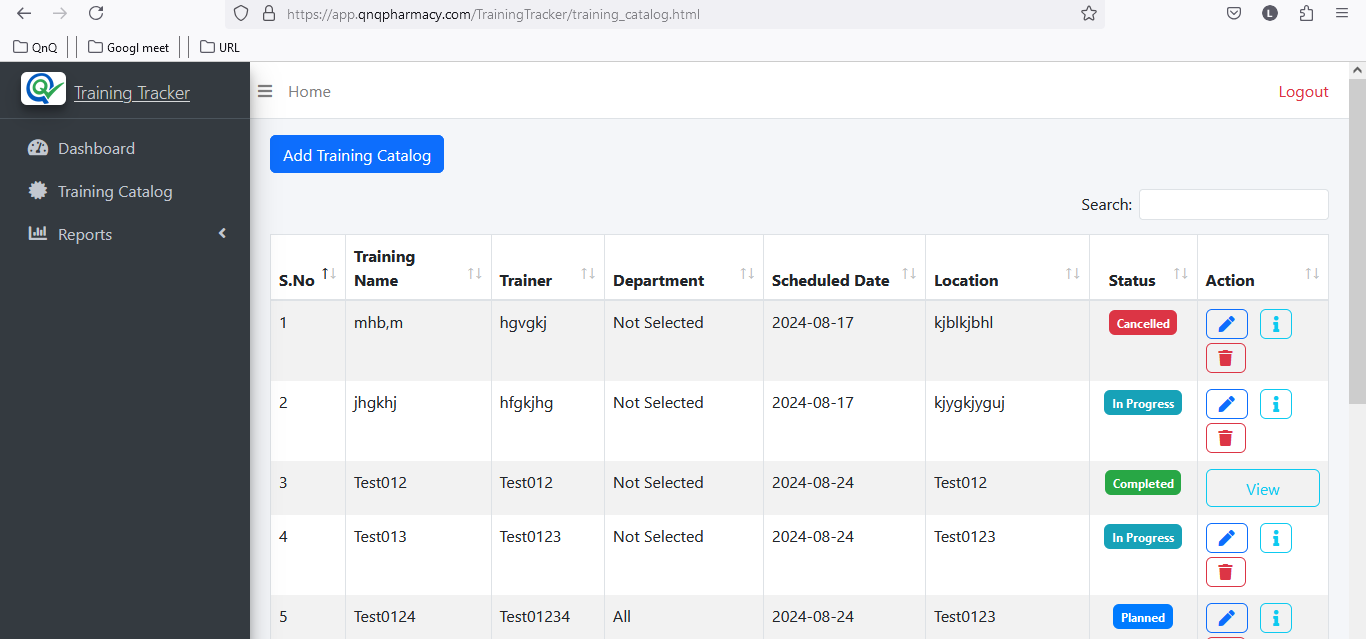 https://app.qnqpharmacy.com/TrainingTracker/training_catalog.html
L
QnQ Googl meet URL
Training Tracker
Home Logout
Dashboard
Training Catalog
Reports
Add Training Catalog
Search:
S.No Training Name Trainer Department Scheduled Date Location Status Action
1 mhb,m hgvgkj Not Selected 2024-08-17 kjblkjbhl Cancelled
2 jhgkhj hfgkjhg Not Selected 2024-08-17 kjygkjyguj In Progress
3 Test012 Test012 Not Selected 2024-08-24 Test012 Completed View
4 Test013 Test0123 Not Selected 2024-08-24 Test0123 In Progress
5 Test0124 Test01234 All 2024-08-24 Test0123 Planned